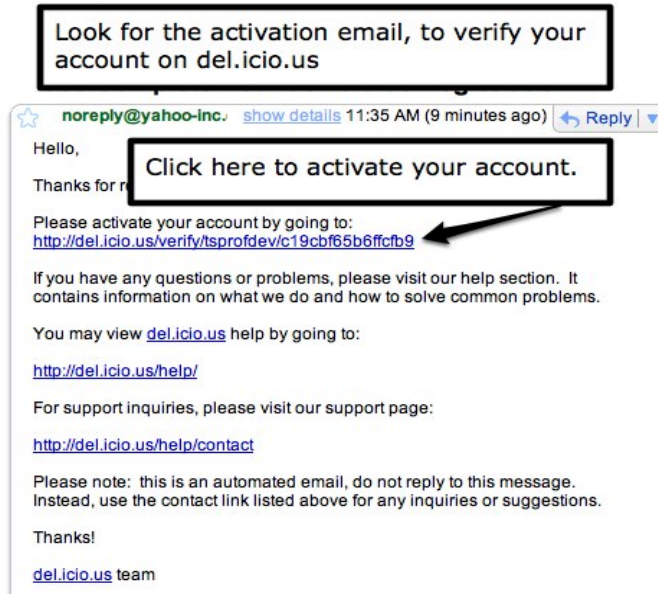 Look for the activation email, to verify your
account on del.icio.us
noreply@yahoo-inc. show details 11:35 AM (9 minutes ago) Reply
Hello,
Click here to activate your account.
Thanks for
Please activate your account by going to:
http://del.icio.us/verify/tsprofdev/c19cbf65b6ffcfb9
If you have any questions or problems, please visit our help section. It
contains information on what we do and how to solve common problems.
You may view del.icio.us help by going to:
http://del.icio.us/help/
For support inquiries, please visit our support page:
http://del.icio.us/help/contact
Please note: this is an automated email, do not reply to this message.
Instead, use the contact link listed above for any inquiries or suggestions.
Thanks!
del.icio.us team